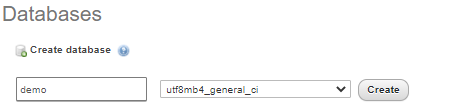 Databases
Create database
demo utf8mb4_general_ci Create